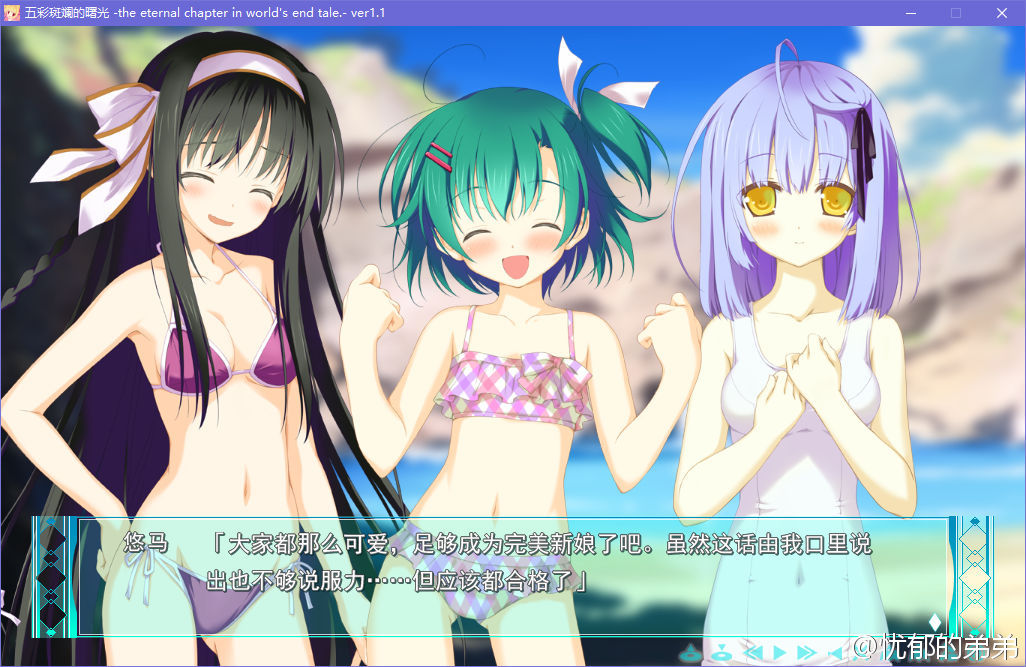 五彩斑斓的曙光 -the eternal chapter in world's end tale.- ver1.1
悠马 「大家都那么可爱，足够成为完美新娘了吧。虽然这话由我口里说
出也不够说服力……但应该都合格了」
@忧郁的弟弟